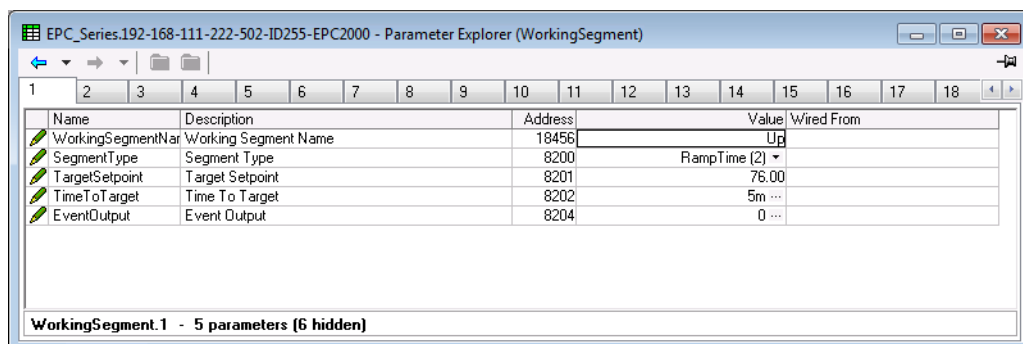 EPC_Series.192-168-111-222-502-ID255-EPC2000 - Parameter Explorer (WorkingSegment)
1 2 3 4 5 6 7 8 9 10 11 12 13 14 15 16 17 18
Name Description Address Value Wired From
WorkingSegmentNar Working Segment Name 18456 Up
SegmentType Segment Type 8200 RampTime (2)
TargetSetpoint Target Setpoint 8201 76.00
TimeToTarget Time To Target 8202 5m ...
EventOutput Event Output 8204 0 ...
WorkingSegment.1 - 5 parameters (6 hidden)